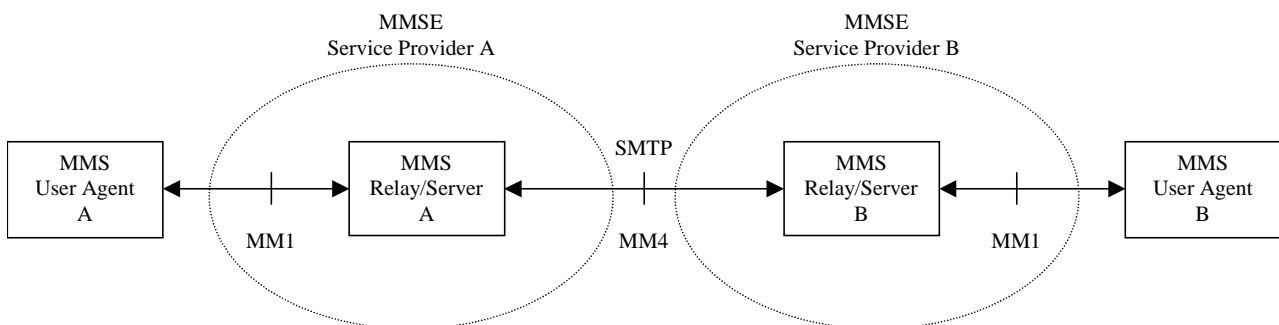 MMSE
Service Provider A
MMSE
Service Provider B
MMS
User Agent
A
MMS
Relay/Server
A
SMTP
MMS
Relay/Server
B
MMS
User Agent
B
MM1
MM4
MM1